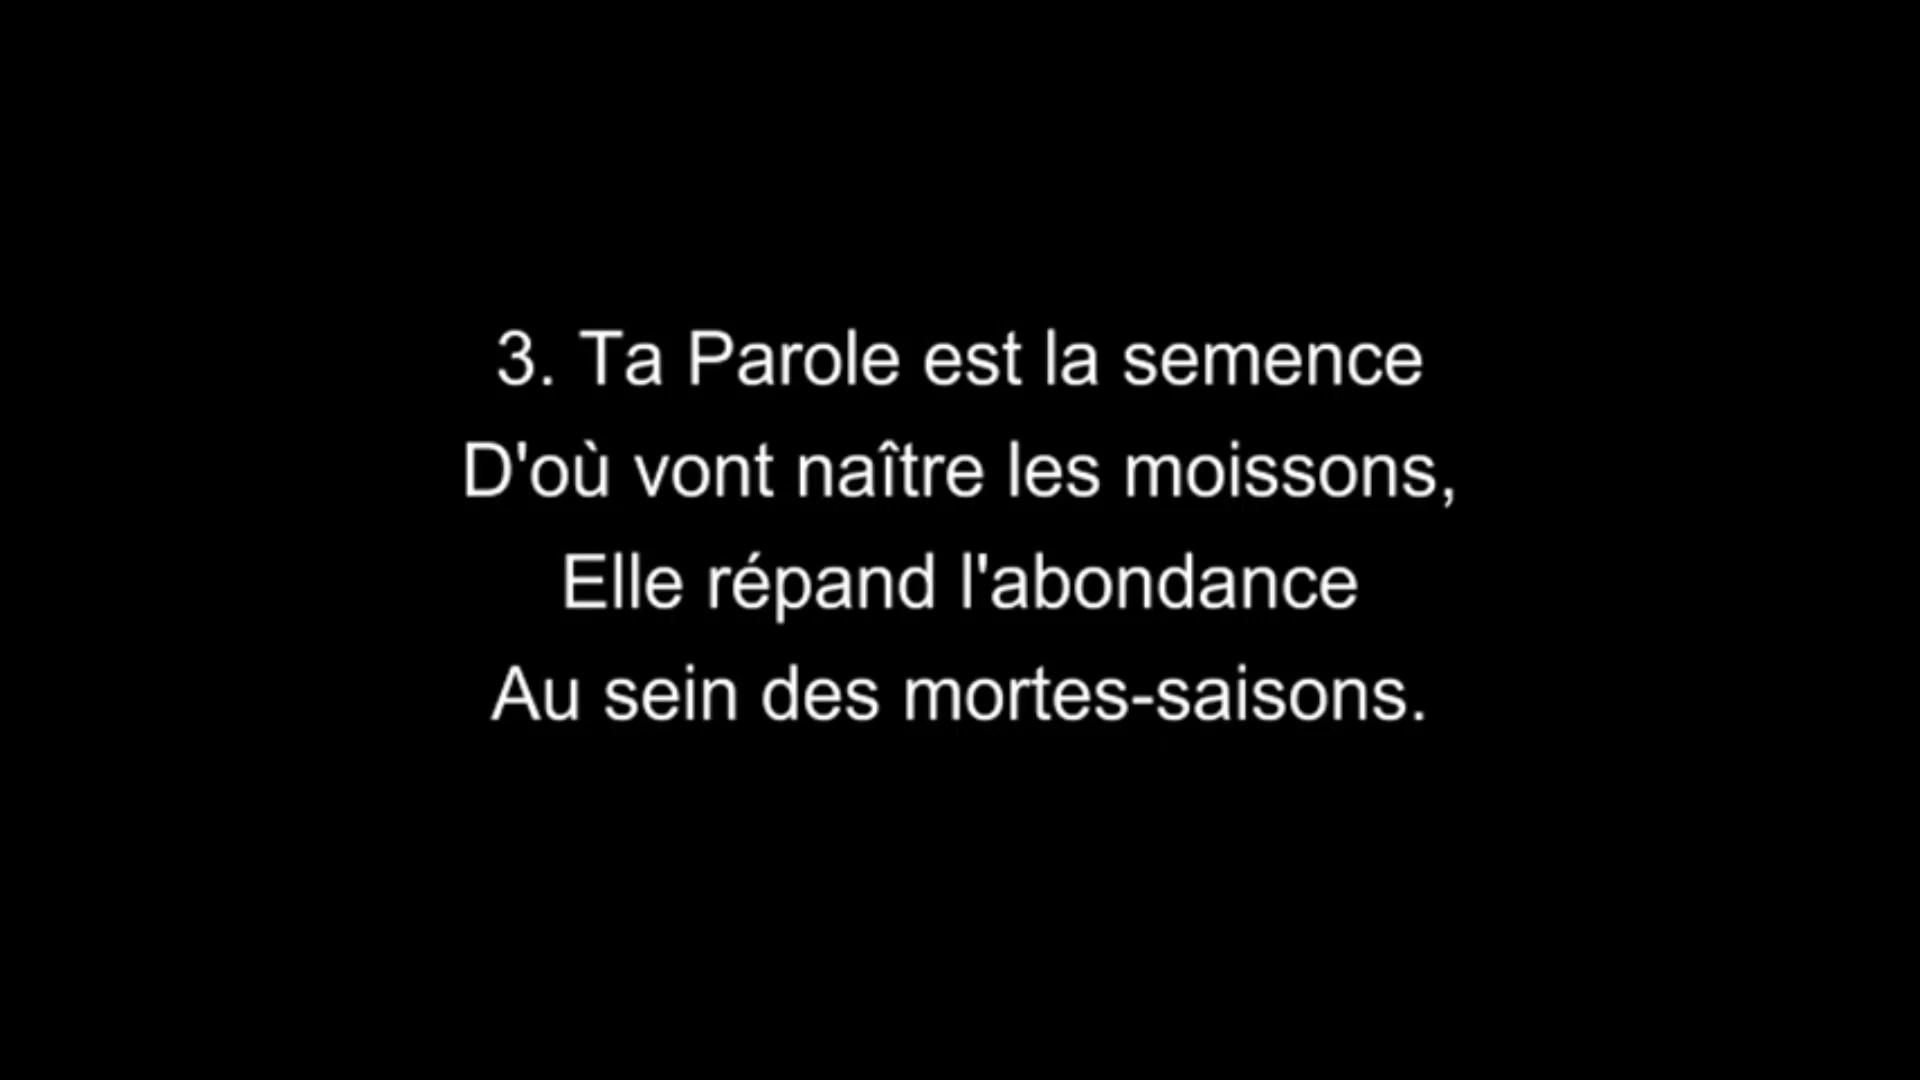 3. Ta Parole est la semence
D'où vont naître les moissons,
Elle répand l'abondance
Au sein des mortes-saisons.